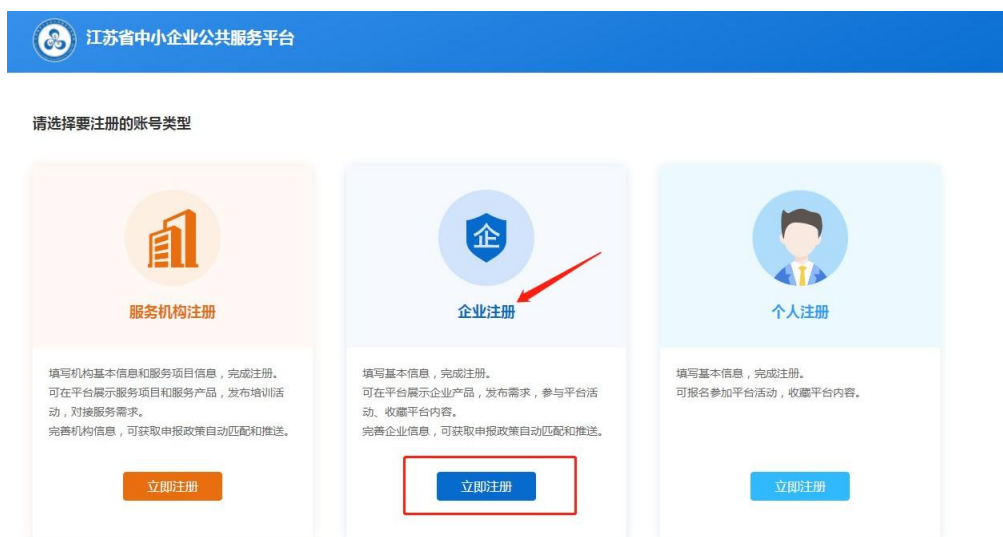 江苏省中小企业公共服务平台
请选择要注册的账号类型
服务机构注册
填写机构基本信息和服务项目信息，完成注册。
可在平台展示服务项目和服务产品，发布培训活
动，对接服务需求。
完善机构信息，可获取申报政策自动匹配和推送。
立即注册
企
企业注册
填写基本信息，完成注册。
可在平台展示企业产品，发布需求，参与平台活
动、收藏平台内容。
完善企业信息，可获取申报政策自动匹配和推送。
立即注册
个人注册
填写基本信息，完成注册。
可报名参加平台活动，收藏平台内容。
立即注册